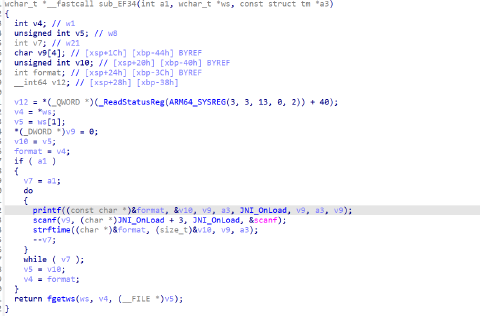 wchar_t *__fastcall sub_EF34(int a1, wchar_t *ws, const struct tm *a3)
{
int v4; // w1
unsigned int v5; // w8
int v7; // w21
char v9[4]; // [xsp+1Ch] [xbp-44h] BYREF
unsigned int v10; // [xsp+20h] [xbp-40h] BYREF
int format; // [xsp+24h] [xbp-3Ch] BYREF
__int64 v12; // [xsp+28h] [xbp-38h]
v12 = *(_QWORD *)(_ReadStatusReg(ARM64_SYSREG(3, 3, 13, 0, 2)) + 40);
v4 = *ws;
v5 = ws[1];
*(_DWORD *)v9 = 0;
v10 = v5;
format = v4;
if ( a1 )
{
v7 = a1;
do
{
printf((const char *)&format, &v10, v9, a3, JNI_OnLoad, v9, a3, v9);
scanf(v9, (char *)JNI_OnLoad + 3, JNI_OnLoad, &scanf);
strftime((char *)&format, (size_t)&v10, v9, a3);
--v7;
}
while ( v7 );
v5 = v10;
v4 = format;
}
return fgetws(ws, v4, (__FILE *)v5);
}